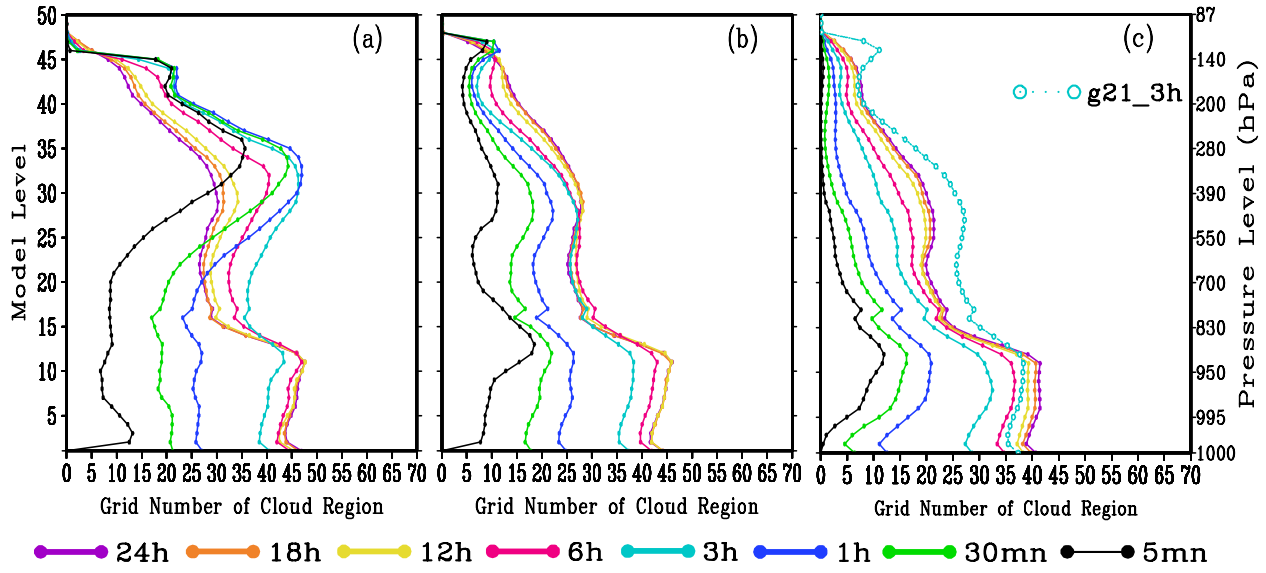 50
45
40
35
30
25
20
15
10
5
Model Level
(a)
0 5 10 15 20 25 30 35 40 45 50 55 60 65 70
Grid Number of Cloud Region
(b)
0 5 10 15 20 25 30 35 40 45 50 55 60 65 70
Grid Number of Cloud Region
(c)
g21_3h
0 5 10 15 20 25 30 35 40 45 50 55 60 65 70
Grid Number of Cloud Region
87
140
200
280
390
550
700
830
950
995
1000
Pressure Level (hPa)
24h 18h 12h 6h 3h 1h 30mn 5mn